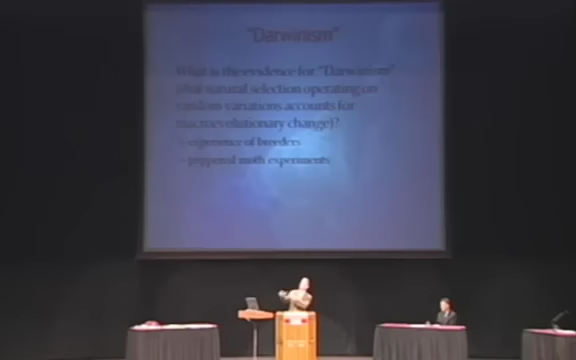 "Darwinism"
What is the evidence for "Darwinism"
(that natural selection operating on
random variations accounts for
macroevolutionary change)?
- experience of breeders
- peppered moth experiments